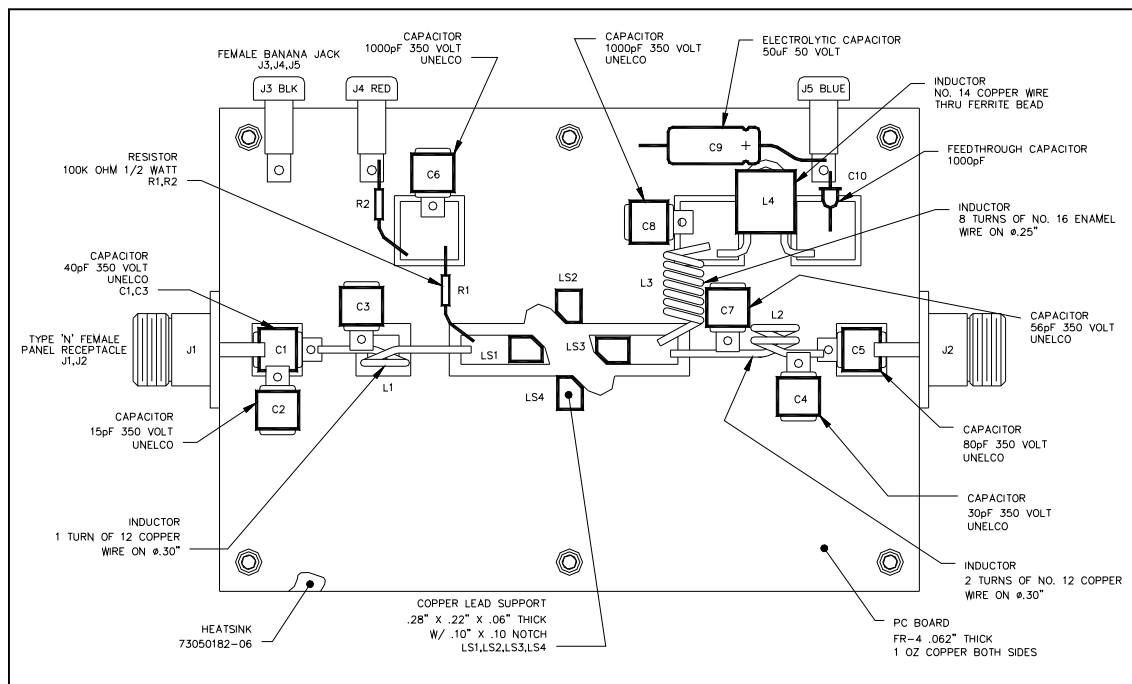 CAPACITOR
1000pF 350 VOLT
UNELCO
CAPACITOR
1000pF 350 VOLT
UNELCO
ELECTROLYTIC CAPACITOR
50uF 50 VOLT
FEMALE BANANA JACK
J3,J4,J5
INDUCTOR
NO. 14 COPPER WIRE
THRU FERRITE BEAD
J3 BLK
J4 RED
J5 BLUE
RESISTOR
100K OHM 1/2 WATT
R1,R2
C9
+
FEEDTHROUGH CAPACITOR
1000pF
C6
C10
R2
L4
C8
INDUCTOR
8 TURNS OF NO. 16 ENAMEL
WIRE ON ø.25"
CAPACITOR
40pF 350 VOLT
UNELCO
C1,C3
R1
LS2
L3
C3
C7
L2
CAPACITOR
56pF 350 VOLT
UNELCO
TYPE 'N' FEMALE
PANEL RECEPTACLE
J1,J2
J1
C1
LS1
LS3
C5
J2
L1
LS4
C2
C4
CAPACITOR
15pF 350 VOLT
UNELCO
CAPACITOR
80pF 350 VOLT
UNELCO
CAPACITOR
30pF 350 VOLT
UNELCO
INDUCTOR
1 TURN OF 12 COPPER
WIRE ON ø.30"
INDUCTOR
2 TURNS OF NO. 12 COPPER
WIRE ON ø.30"
HEATSINK
73050182-06
COPPER LEAD SUPPORT
.28" X .22" X .06" THICK
W/ .10" X .10 NOTCH
LS1,LS2,LS3,LS4
PC BOARD
FR-4 .062" THICK
1 OZ COPPER BOTH SIDES